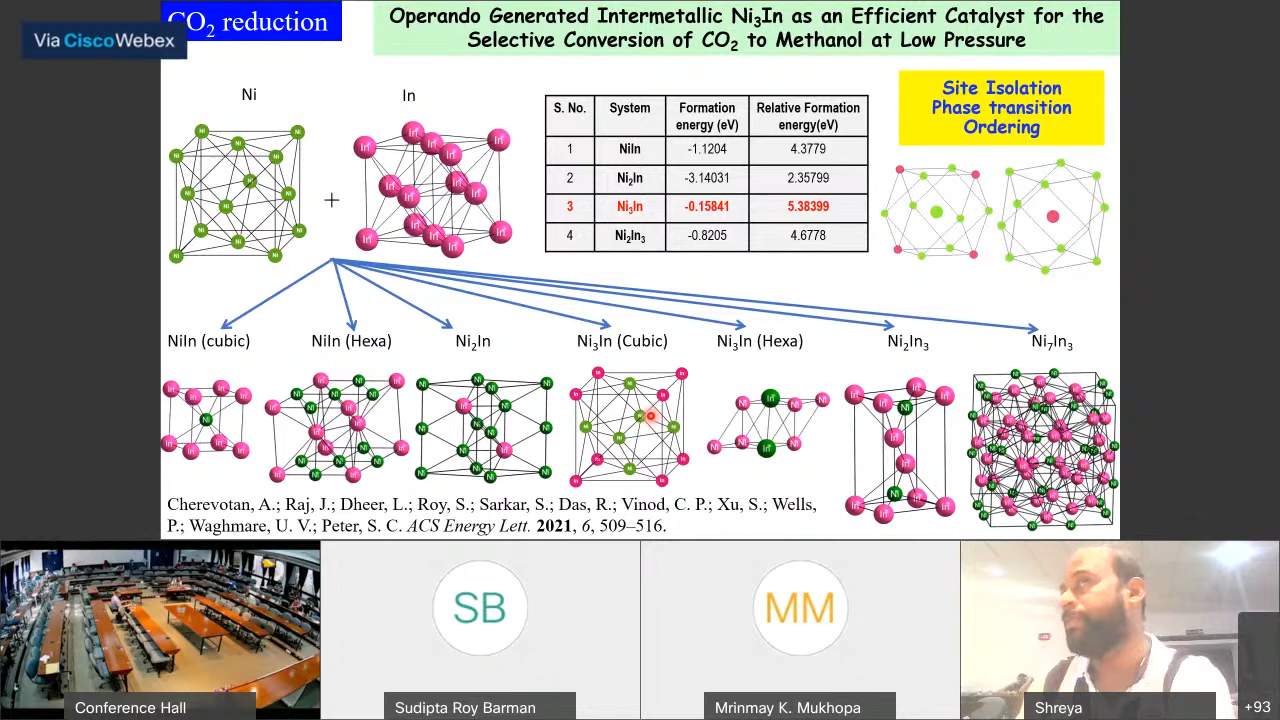 CO2 reduction
Via Cisco Webex
Operando Generated Intermetallic Ni3In as an Efficient Catalyst for the
Selective Conversion of CO2 to Methanol at Low Pressure
Site Isolation
Phase transition
Ordering
Ni
In
+
S. No. System Formation energy (eV) Relative Formation energy(eV)
1 NiIn -1.1204 4.3779
2 Ni2In -3.14031 2.35799
3 Ni3In -0.15841 5.38399
4 Ni2In3 -0.8205 4.6778
NiIn (cubic) NiIn (Hexa) Ni2In Ni3In (Cubic) Ni3In (Hexa) Ni2In3 Ni7In3
Cherevotan, A.; Raj, J.; Dheer, L.; Roy, S.; Sarkar, S.; Das, R.; Vinod, C. P.; Xu, S.; Wells,
P.; Waghmare, U. V.; Peter, S. C. ACS Energy Lett. 2021, 6, 509–516.
SB
MM
Conference Hall
Sudipta Roy Barman
Mrinmay K. Mukhopa
Shreya
+93